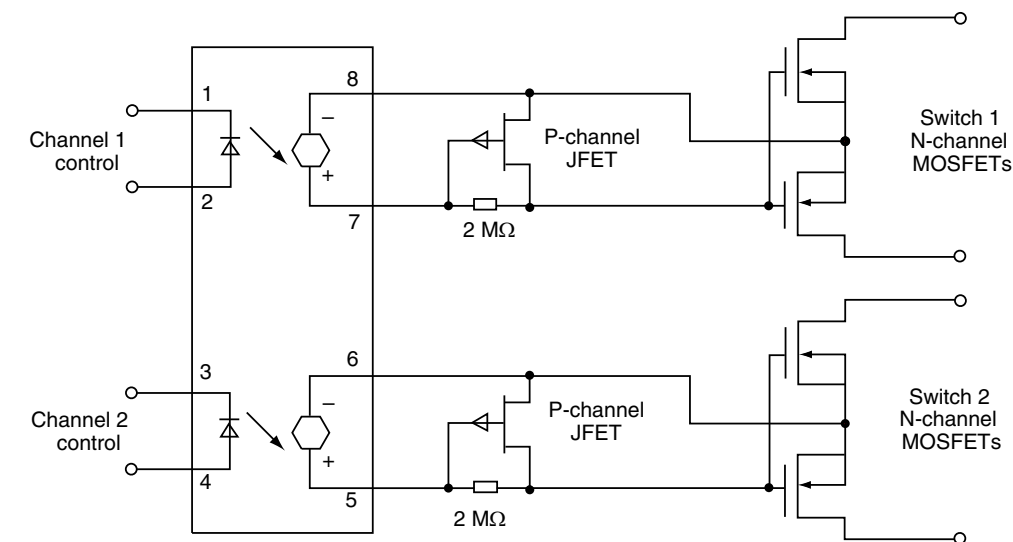 8
1
Channel 1
control
–
+
2
7
P-channel
JFET
2 MΩ
Switch 1
N-channel
MOSFETs
6
3
Channel 2
control
–
+
4
5
P-channel
JFET
2 MΩ
Switch 2
N-channel
MOSFETs